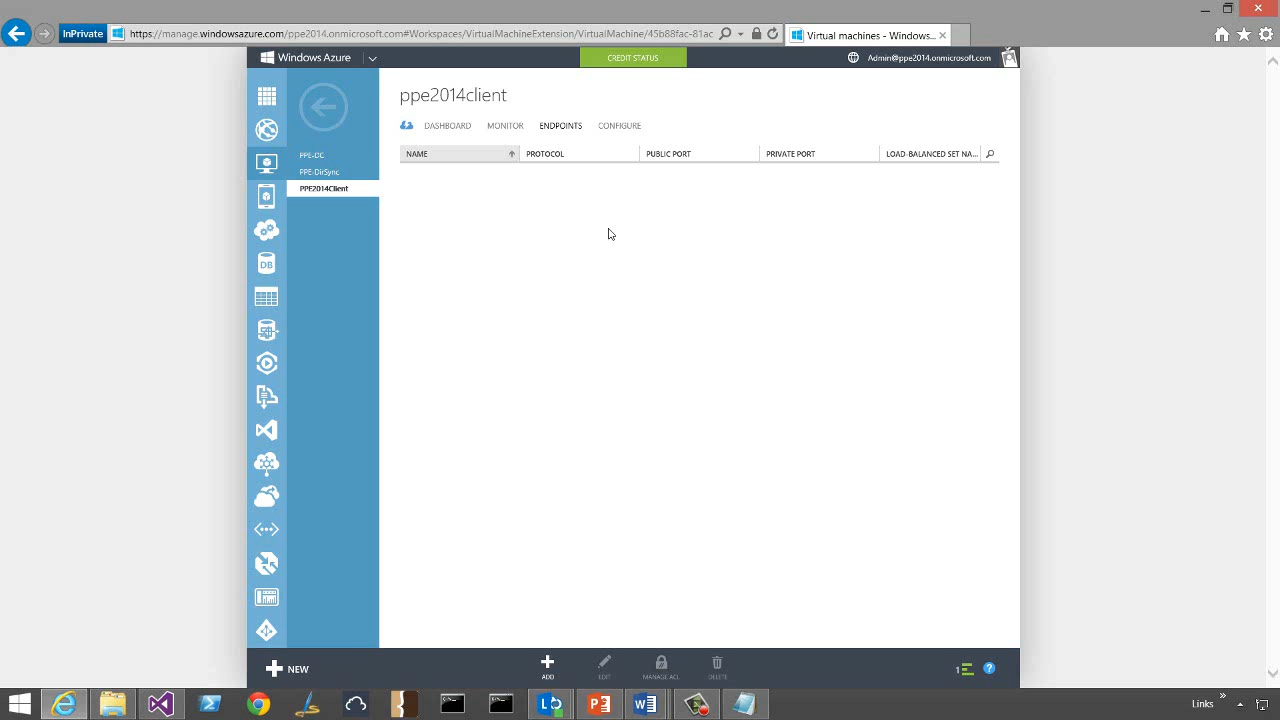 InPrivate
https://manage.windowsazure.com/ppe2014.onmicrosoft.com#Workspaces/VirtualMachineExtension/VirtualMachine/45b88fac-81ac
Virtual machines - Windows...
Windows Azure
CREDIT STATUS
Admin@ppe2014.onmicrosoft.com
ppe2014client
DASHBOARD
MONITOR
ENDPOINTS
CONFIGURE
PPE-DC
PPE-DirSync
PPE2014Client
NAME
PROTOCOL
PUBLIC PORT
PRIVATE PORT
LOAD-BALANCED SET NA...
DB
NEW
ADD
EDIT
MANAGE ACL
DELETE
1
?
Links